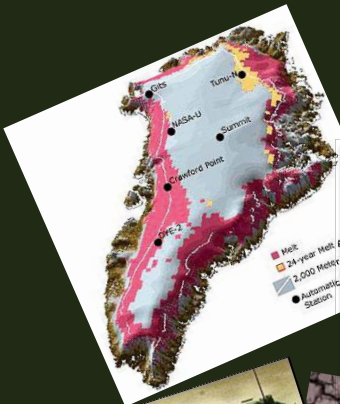 Gits
Tunu-N
NASA-U
Summit
Crawford Point
DYE-2
Melt
24-year Melt
2,000 Meter
Automatic
Station